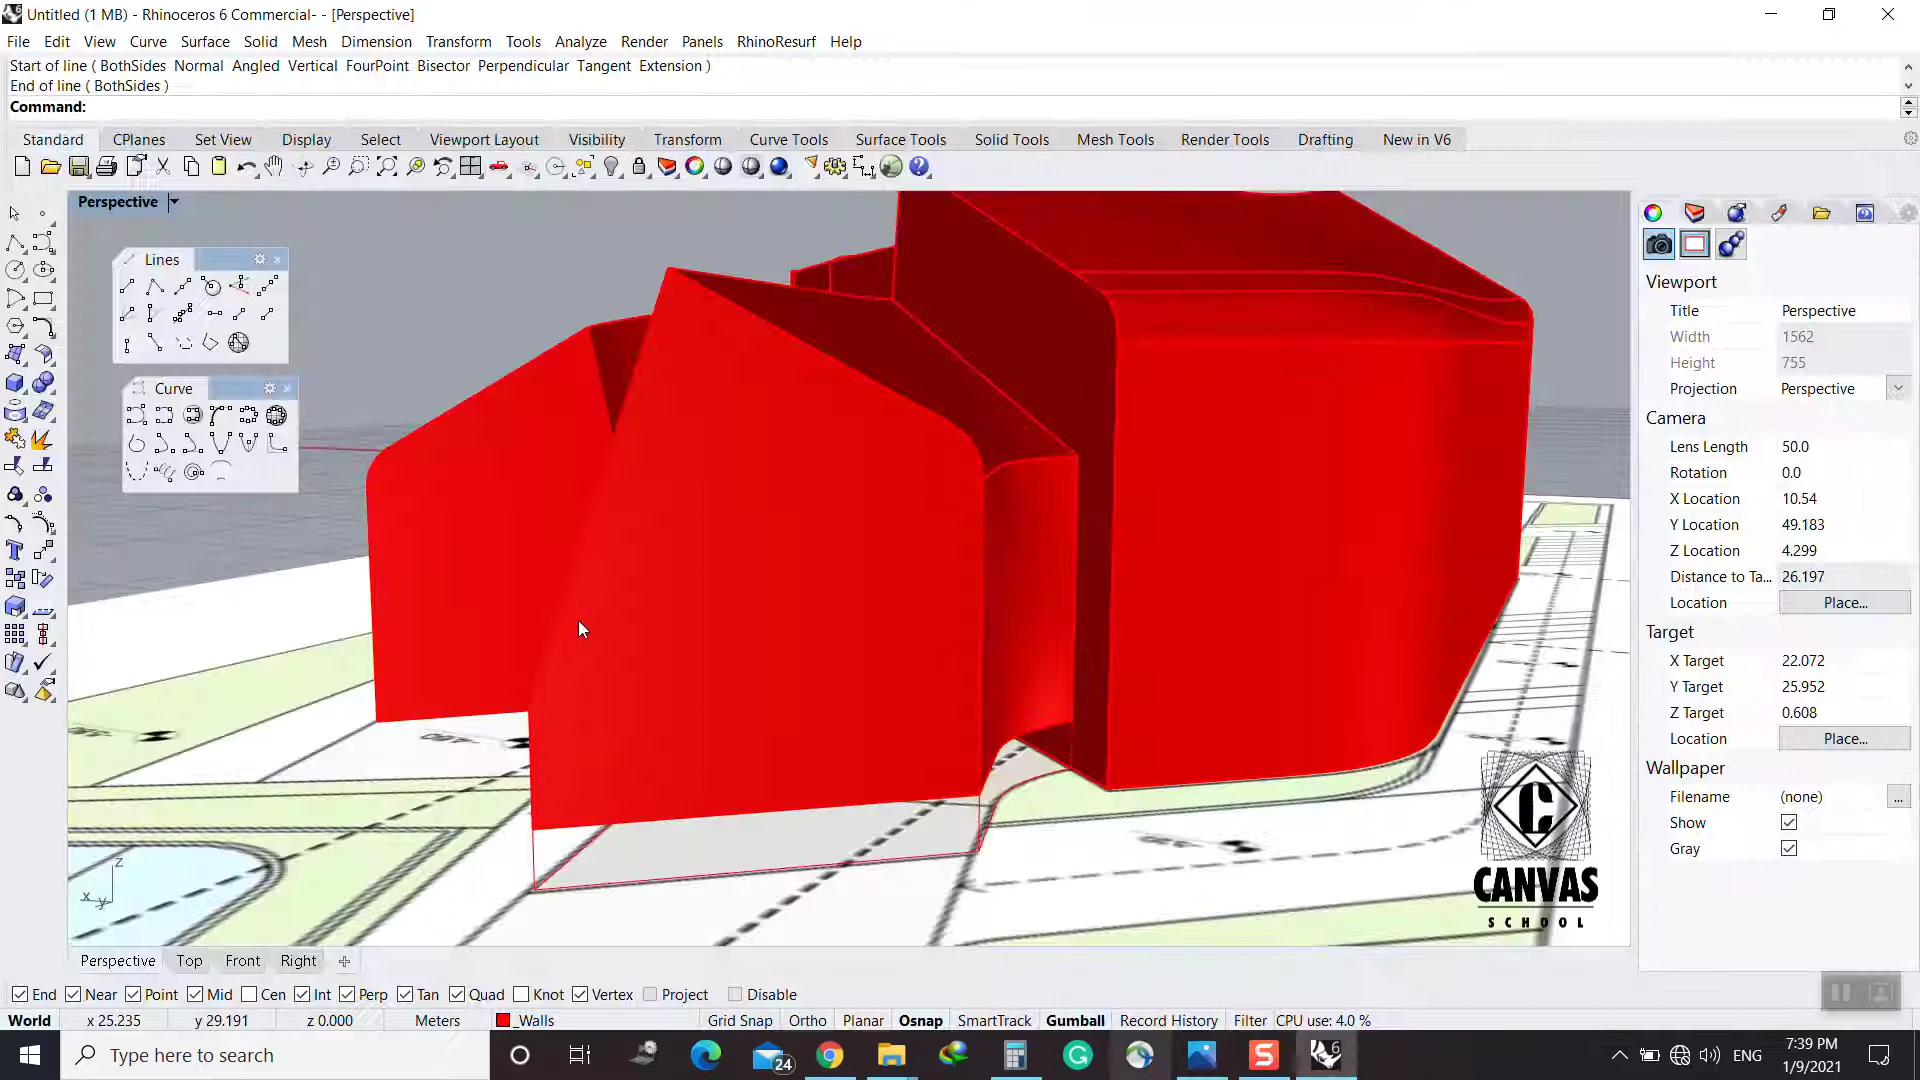 Untitled (1 MB) - Rhinoceros 6 Commercial- - [Perspective]
File Edit View Curve Surface Solid Mesh Dimension Transform Tools Analyze Render Panels RhinoResurf Help
Start of line ( BothSides Normal Angled Vertical FourPoint Bisector Perpendicular Tangent Extension )
End of line ( BothSides )
Command:
Standard CPlanes Set View Display Select Viewport Layout Visibility Transform Curve Tools Surface Tools Solid Tools Mesh Tools Render Tools Drafting New in V6
Perspective
Lines
Curve
Viewport
Title Perspective
Width 1562
Height 755
Projection Perspective
Camera
Lens Length 50.0
Rotation 0.0
X Location 10.54
Y Location 49.183
Z Location 4.299
Distance to Ta... 26.197
Location Place...
Target
X Target 22.072
Y Target 25.952
Z Target 0.608
Location Place...
Wallpaper
Filename (none) ...
Show
Gray
z
x y
CANVAS
SCHOOL
Perspective Top Front Right
End Near Point Mid Cen Int Perp Tan Quad Knot Vertex Project Disable
World x 25.235 y 29.191 z 0.000 Meters _Walls Grid Snap Ortho Planar Osnap SmartTrack Gumball Record History Filter CPU use: 4.0 %
Type here to search
24
6
ENG
7:39 PM
1/9/2021